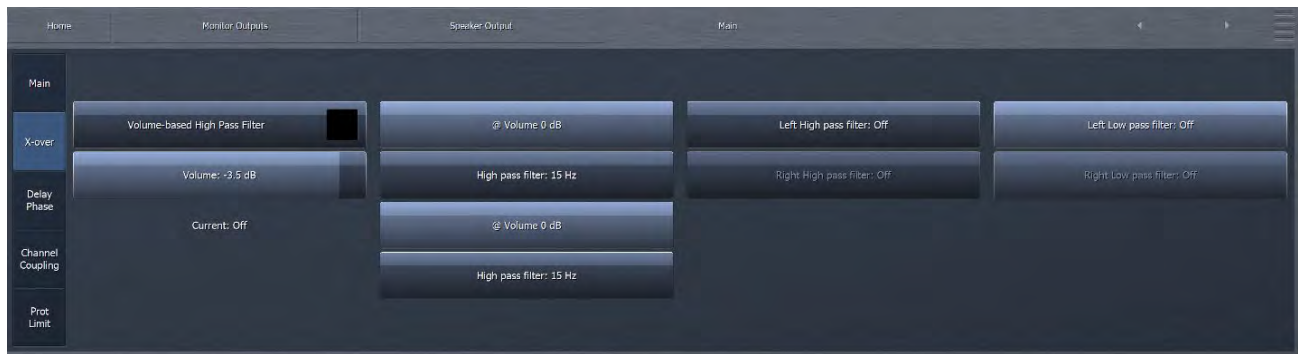 Home
Monitor Outputs
Speaker Output
Main
Main
X-over
Delay
Phase
Channel
Coupling
Prot
Limit
Volume-based High Pass Filter
Volume: -3.5 dB
Current: Off
@ Volume 0 dB
High pass filter: 15 Hz
@ Volume 0 dB
High pass filter: 15 Hz
Left High pass filter: Off
Right High pass filter: Off
Left Low pass filter: Off
Right Low pass filter: Off